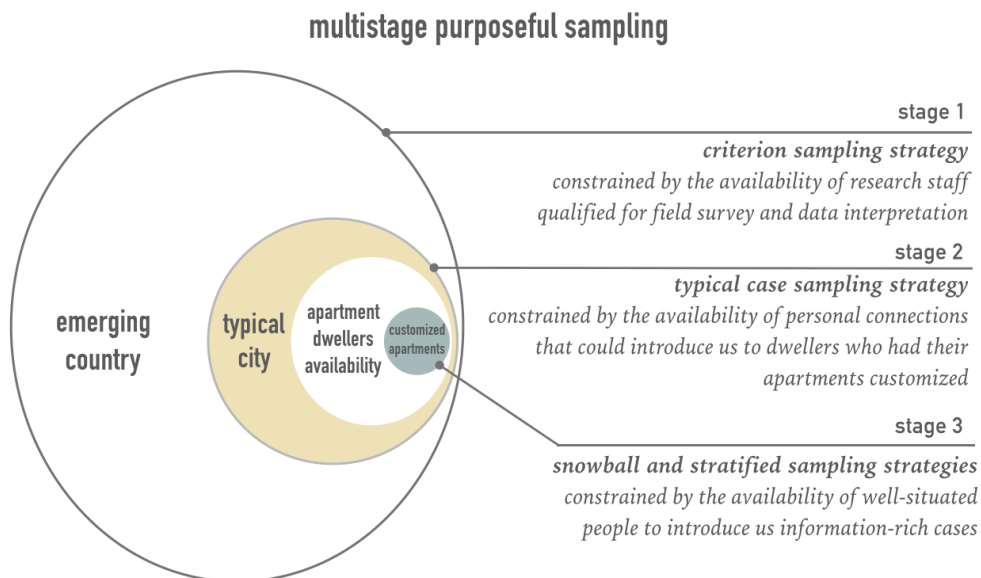 multistage purposeful sampling
stage 1
criterion sampling strategy
constrained by the availability of research staff
qualified for field survey and data interpretation
stage 2
typical case sampling strategy
constrained by the availability of personal connections
that could introduce us to dwellers who had their
apartments customized
stage 3
snowball and stratified sampling strategies
constrained by the availability of well-situated
people to introduce us information-rich cases
emerging
country
typical
city
apartment
dwellers
availability
customized
apartments